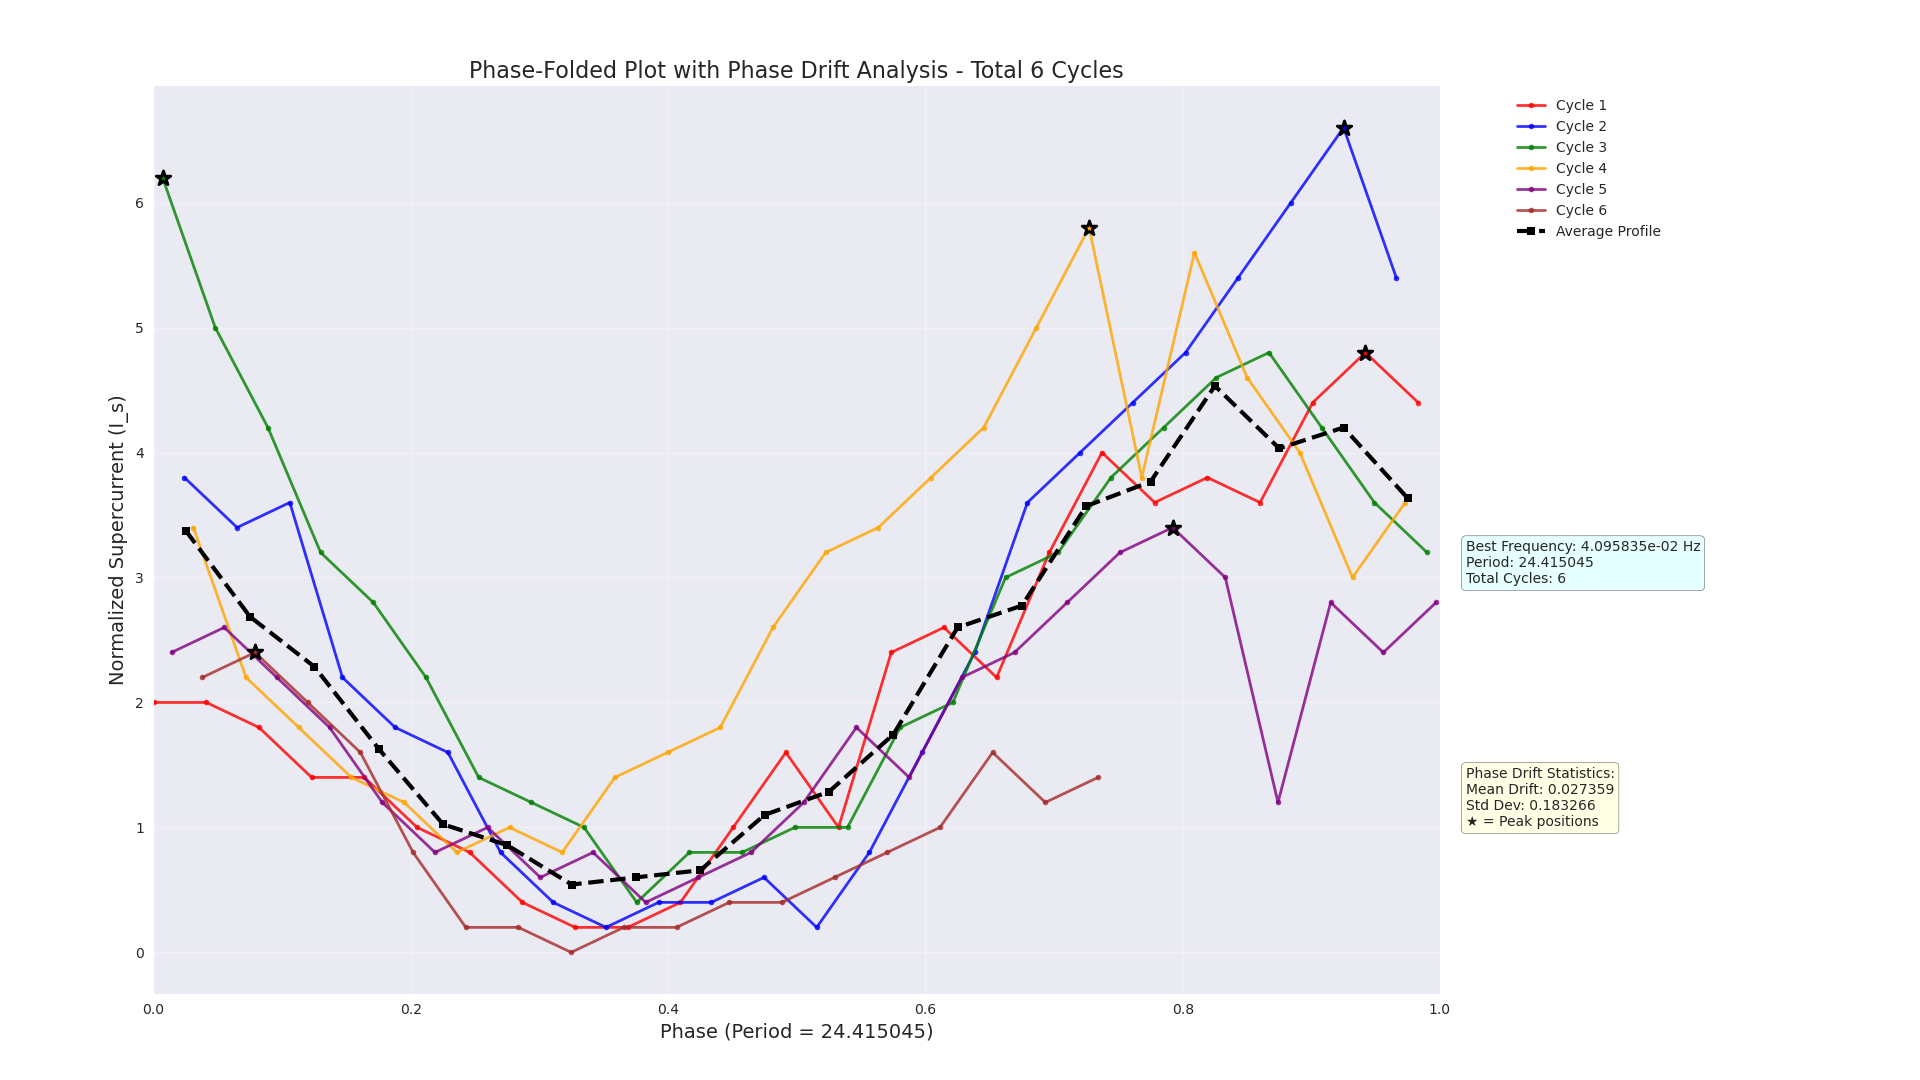 Phase-Folded Plot with Phase Drift Analysis - Total 6 Cycles
Normalized Supercurrent (I_s)
6
5
4
3
2
1
0
0.0
0.2
0.4
0.6
0.8
1.0
Phase (Period = 24.415045)
Cycle 1
Cycle 2
Cycle 3
Cycle 4
Cycle 5
Cycle 6
Average Profile
Best Frequency: 4.095835e-02 Hz
Period: 24.415045
Total Cycles: 6
Phase Drift Statistics:
Mean Drift: 0.027359
Std Dev: 0.183266
★ = Peak positions